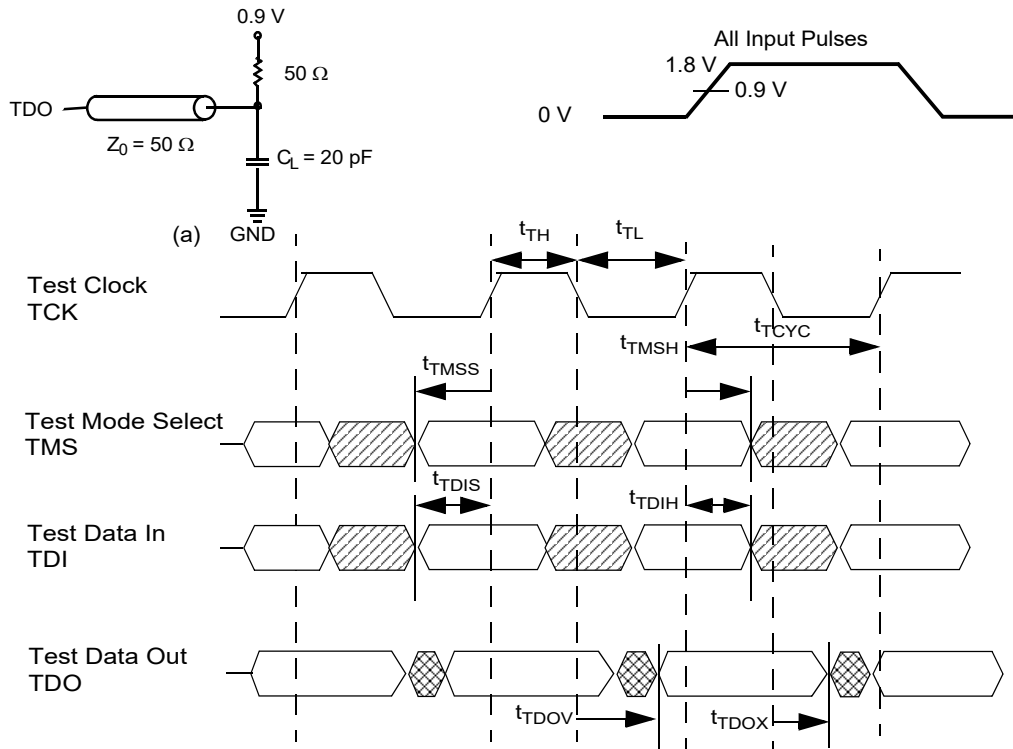 0.9 V
50 Ω
TDO
Z0 = 50 Ω
CL = 20 pF
(a) GND
All Input Pulses
1.8 V
0.9 V
0 V
tTH
tTL
Test Clock
TCK
tTMSH
tTCYC
tTMSS
Test Mode Select
TMS
tTDIS
tTDIH
Test Data In
TDI
Test Data Out
TDO
tTDOV
tTDOX